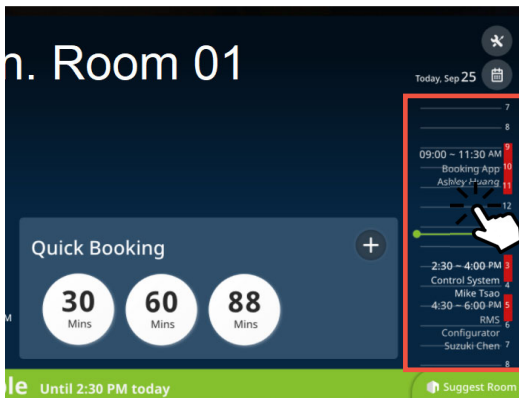 n. Room 01
Today, Sep 25
7
8
9
09:00 ~ 11:30 AM
Booking App
10
Ashley Huang
11
12
2:30 ~ 4:00 PM
3
Control System
4
Mike Tsao
4:30 ~ 6:00 PM
5
RMS
6
Configurator
Suzuki Chen
7
8
Quick Booking
+
30
Mins
60
Mins
88
Mins
M
le Until 2:30 PM today
Suggest Room